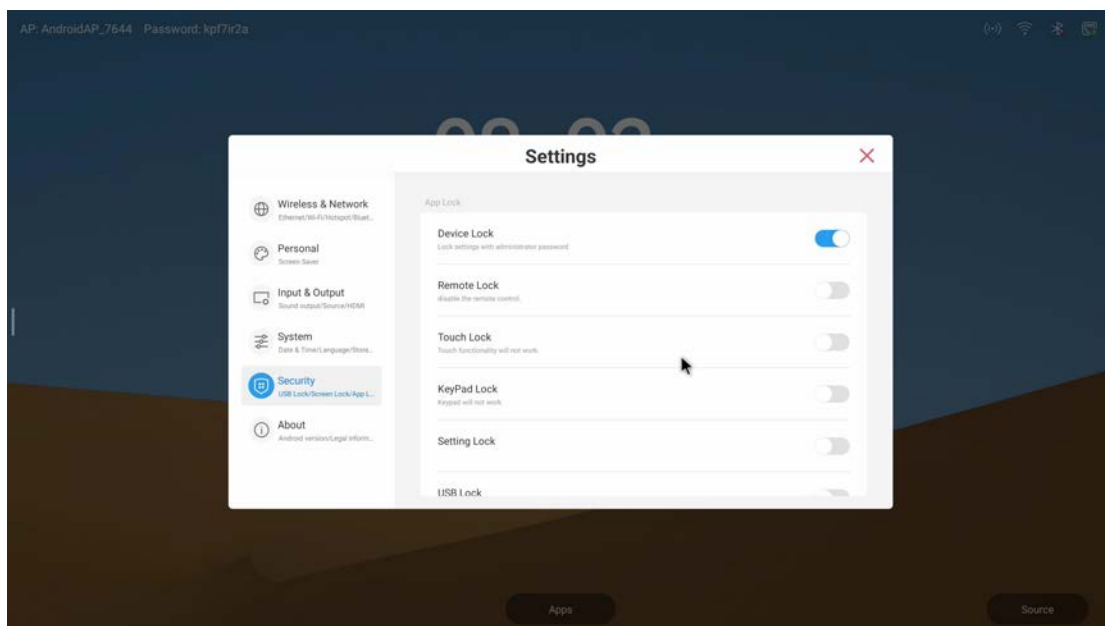 AP: AndroidAP_7644 Password: kpf7ir2a
Settings
Wireless & Network
Ethernet/Wi-Fi/Hotspot/Bluet...
Personal
Screen Saver
Input & Output
Sound output/Source/HDMI
System
Date & Time/Language/Stora...
Security
USB Lock/Screen Lock/App L...
About
Android version/Legal inform...
App Lock
Device Lock
Lock settings with administrator password
Remote Lock
disable the remote control.
Touch Lock
Touch functionality will not work.
KeyPad Lock
Keypad will not work
Setting Lock
USB Lock
Apps
Source